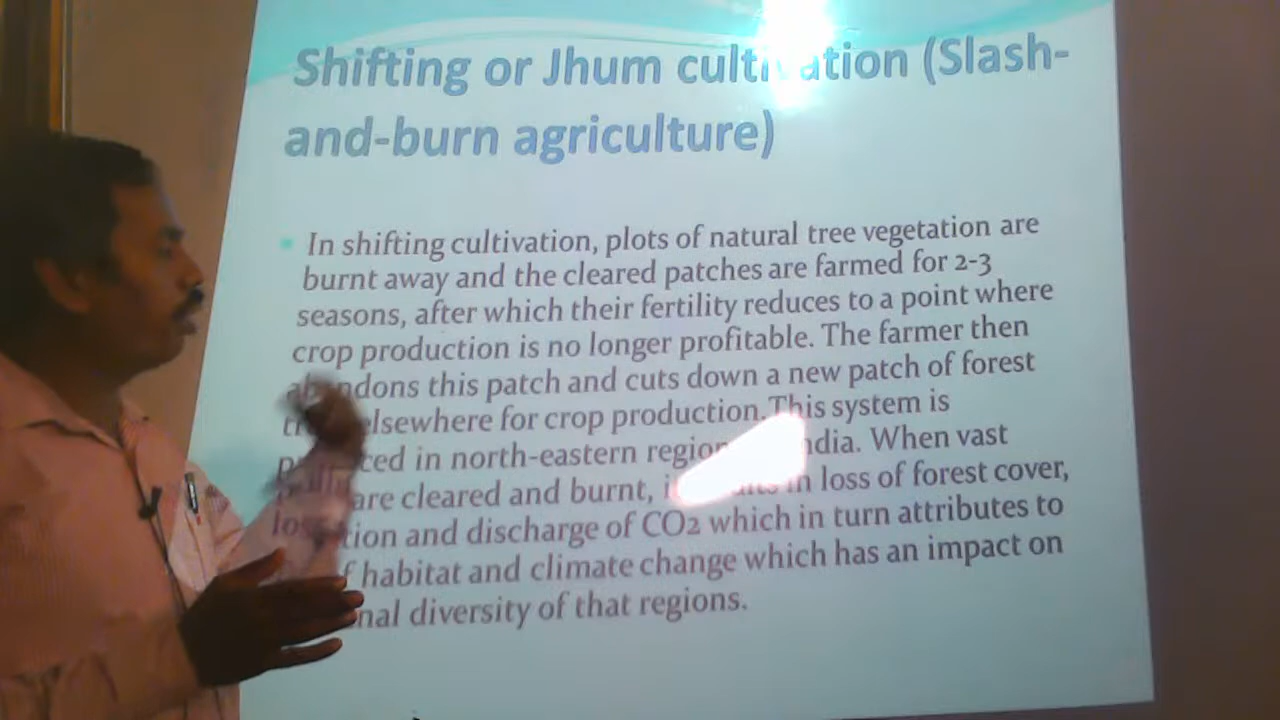 Shifting or Jhum cultivation (Slash-
and-burn agriculture)
In shifting cultivation, plots of natural tree vegetation are
burnt away and the cleared patches are farmed for 2-3
seasons, after which their fertility reduces to a point where
crop production is no longer profitable. The farmer then
abandons this patch and cuts down a new patch of forest
elsewhere for crop production. This system is
in north-eastern region India. When vast
are cleared and burnt, in loss of forest cover,
and discharge of CO2 which in turn attributes to
habitat and climate change which has an impact on
diversity of that regions.